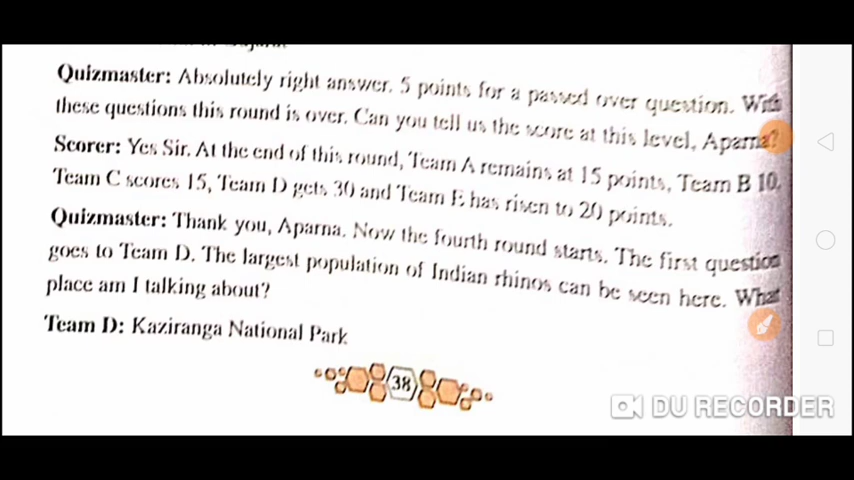 Quizmaster: Absolutely right answer. 5 points for a passed over question. With
these questions this round is over. Can you tell us the score at this level, Aparna?
Scorer: Yes Sir. At the end of this round, Team A remains at 15 points, Team B 10,
Team C scores 15, Team D gets 30 and Team E has risen to 20 points.
Quizmaster: Thank you, Aparna. Now the fourth round starts. The first question
goes to Team D. The largest population of Indian rhinos can be seen here. What
place am I talking about?
Team D: Kaziranga National Park
38
DU RECORDER